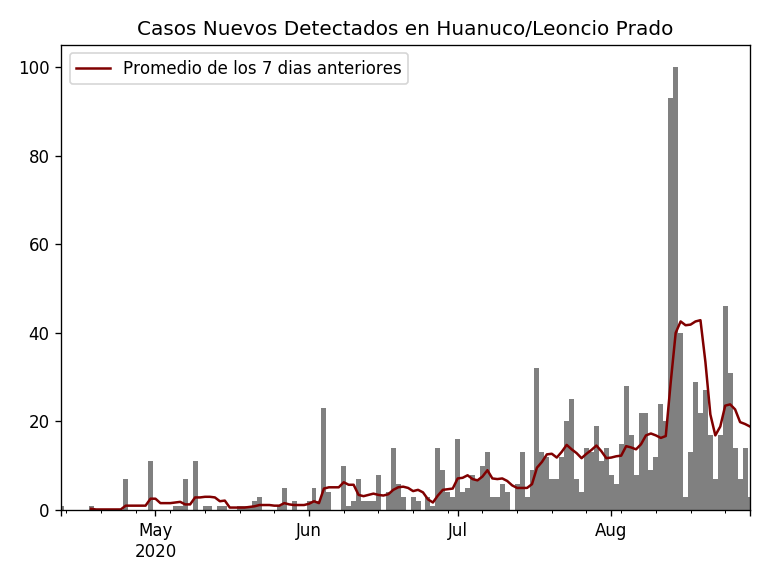 Casos Nuevos Detectados en Huanuco/Leoncio Prado
Promedio de los 7 dias anteriores
100
80
60
40
20
0
May Jun Jul Aug
2020